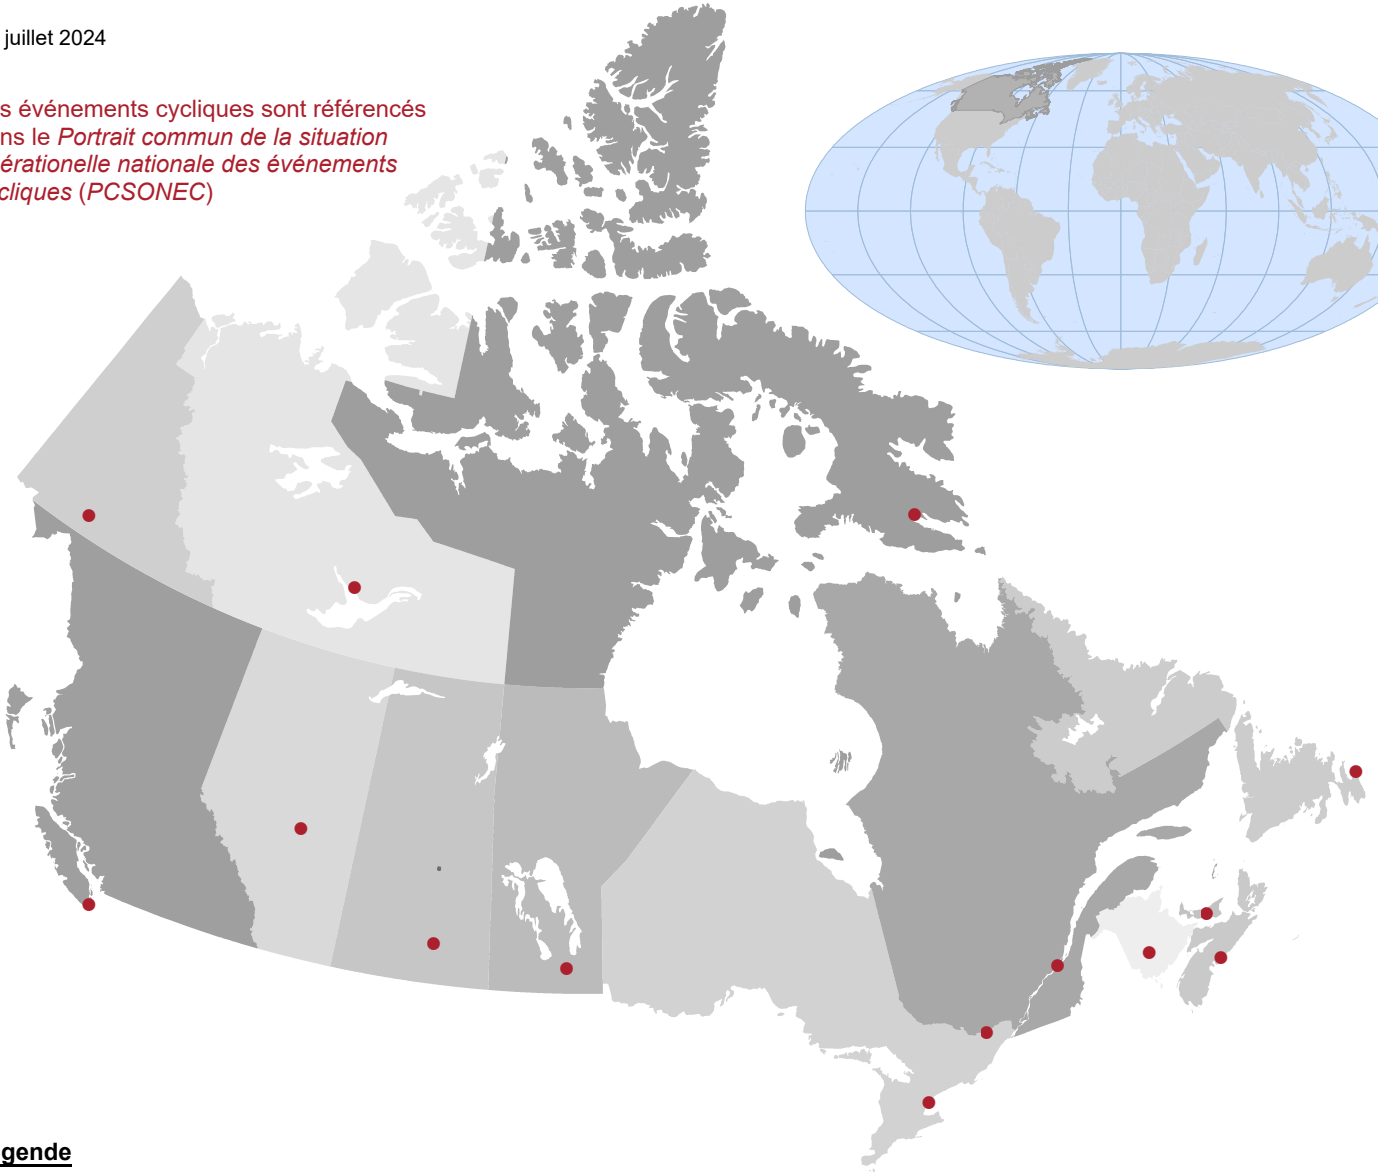 juillet 2024
s événements cycliques sont référencés
ns le Portrait commun de la situation
érationelle nationale des événements
cliques (PCSONEC)
gende